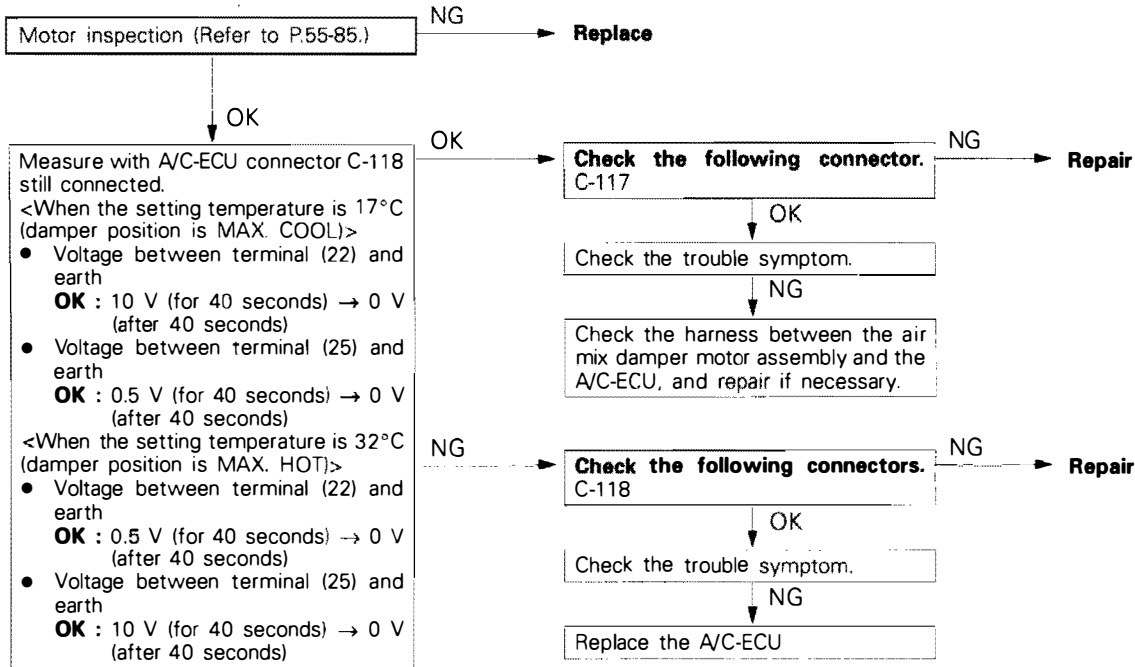 Motor inspection (Refer to P.55-85.)
NG
Replace
OK
Measure with A/C-ECU connector C-118
still connected.
<When the setting temperature is 17°C
(damper position is MAX. COOL)>
● Voltage between terminal (22) and
earth
OK : 10 V (for 40 seconds) → 0 V
(after 40 seconds)
● Voltage between terminal (25) and
earth
OK : 0.5 V (for 40 seconds) → 0 V
(after 40 seconds)
<When the setting temperature is 32°C
(damper position is MAX. HOT)>
● Voltage between terminal (22) and
earth
OK : 0.5 V (for 40 seconds) → 0 V
(after 40 seconds)
● Voltage between terminal (25) and
earth
OK : 10 V (for 40 seconds) → 0 V
(after 40 seconds)
OK
Check the following connector.
C-117
NG
Repair
OK
Check the trouble symptom.
NG
Check the harness between the air
mix damper motor assembly and the
A/C-ECU, and repair if necessary.
NG
Check the following connectors.
C-118
NG
Repair
OK
Check the trouble symptom.
NG
Replace the A/C-ECU